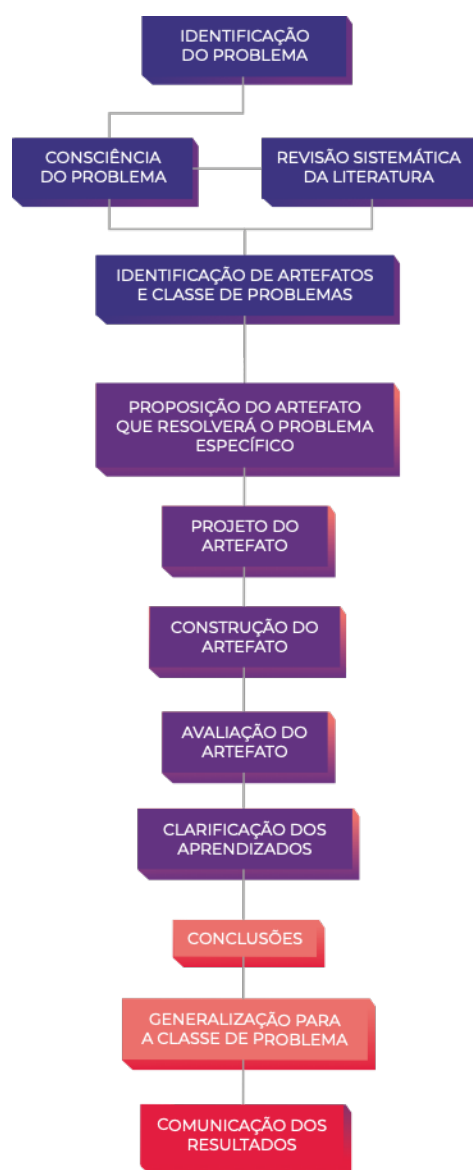 IDENTIFICAÇÃO
DO PROBLEMA
CONSCIÊNCIA
DO PROBLEMA
REVISÃO SISTEMÁTICA
DA LITERATURA
IDENTIFICAÇÃO DE ARTEFATOS
E CLASSE DE PROBLEMAS
PROPOSIÇÃO DO ARTEFATO
QUE RESOLVERÁ O PROBLEMA
ESPECÍFICO
PROJETO DO
ARTEFATO
CONSTRUÇÃO DO
ARTEFATO
AVALIAÇÃO DO
ARTEFATO
CLARIFICAÇÃO DOS
APRENDIZADOS
CONCLUSÕES
GENERALIZAÇÃO PARA
A CLASSE DE PROBLEMA
COMUNICAÇÃO DOS
RESULTADOS